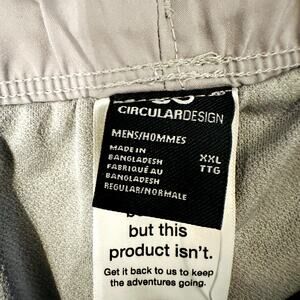 CIRCULARDESIGN
MENS/HOMMES
MADE IN
BANGLADESH XXL
FABRIQUÉ AU TTG
BANGLADESH
REGULAR/NORMALE
but this
product isn't.
Get it back to us to keep
the adventures going.